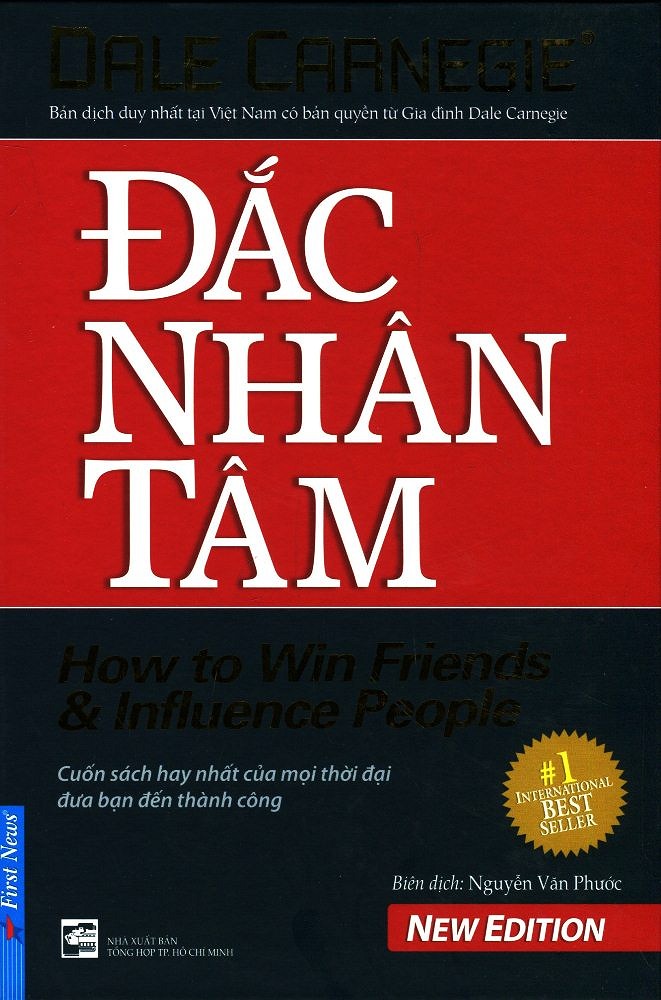 DALE CARNEGIE®
Bản dịch duy nhất tại Việt Nam có bản quyền từ Gia đình Dale Carnegie
ĐẮC
NHÂN
TÂM
How to Win Friends
& Influence People
Cuốn sách hay nhất của mọi thời đại
đưa bạn đến thành công
#1
INTERNATIONAL
BEST
SELLER
Biên dịch: Nguyễn Văn Phước
NEW EDITION
First News®
NHÀ XUẤT BẢN
TỔNG HỢP TP. HỒ CHÍ MINH